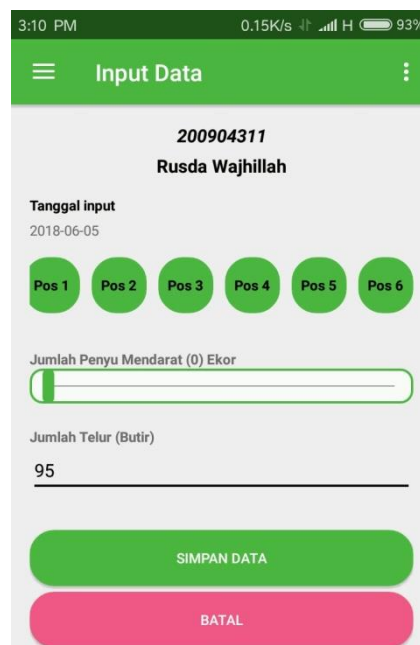 3:10 PM 0.15K/s H 93%
Input Data
200904311
Rusda Wajhillah
Tanggal input
2018-06-05
Pos 1 Pos 2 Pos 3 Pos 4 Pos 5 Pos 6
Jumlah Penyu Mendarat (0) Ekor
Jumlah Telur (Butir)
95
SIMPAN DATA
BATAL